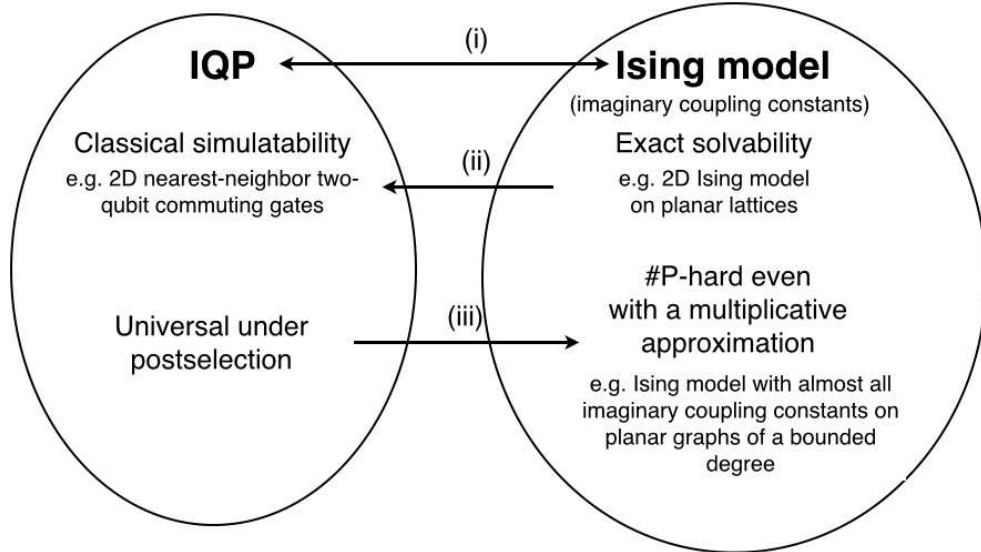 (i)
IQP
Ising model
(imaginary coupling constants)
Classical simulatability
e.g. 2D nearest-neighbor two-
qubit commuting gates
(ii)
Exact solvability
e.g. 2D Ising model
on planar lattices
Universal under
postselection
(iii)
#P-hard even
with a multiplicative
approximation
e.g. Ising model with almost all
imaginary coupling constants on
planar graphs of a bounded
degree